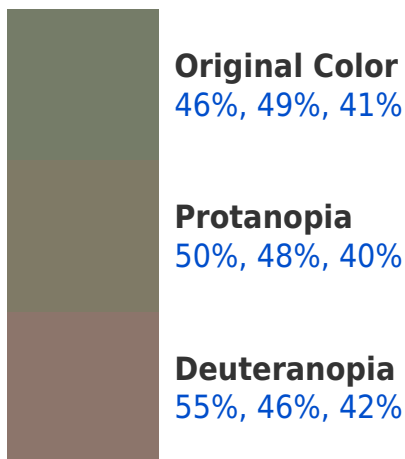 Original Color
46%, 49%, 41%
Protanopia
50%, 48%, 40%
Deuteranopia
55%, 46%, 42%